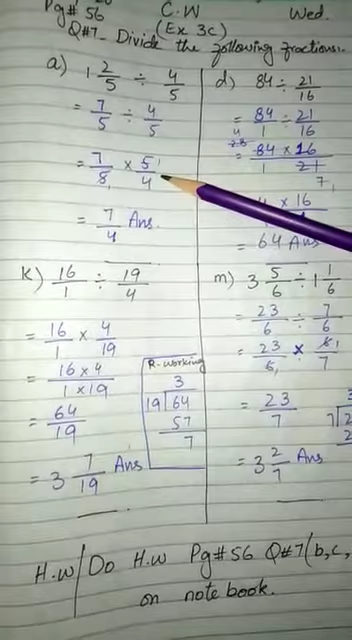 Pg# 56 C.W Wed.
(Ex 3c)
Q#7 Divide the following fractions.
a) 1 2/5 ÷ 4/5
= 7/5 ÷ 4/5
= 7/5 × 5/4
= 7/4 Ans.
d) 84 ÷ 21/16
= 84/1 ÷ 21/16
= 84 × 16 / 1 21
× 16
= 64 Ans
k) 16/1 ÷ 19/4
= 16/1 × 4/19
= 16 × 4 / 1 × 19
= 64/19
= 3 7/19 Ans
R-working
3
19 64
57
7
m) 3 5/6 ÷ 1 1/6
= 23/6 ÷ 7/6
= 23/6 × 6/7
= 23/7
= 3 2/7 Ans
H.W/ Do H.W Pg# 56 Q#7(b,c,
on note book.